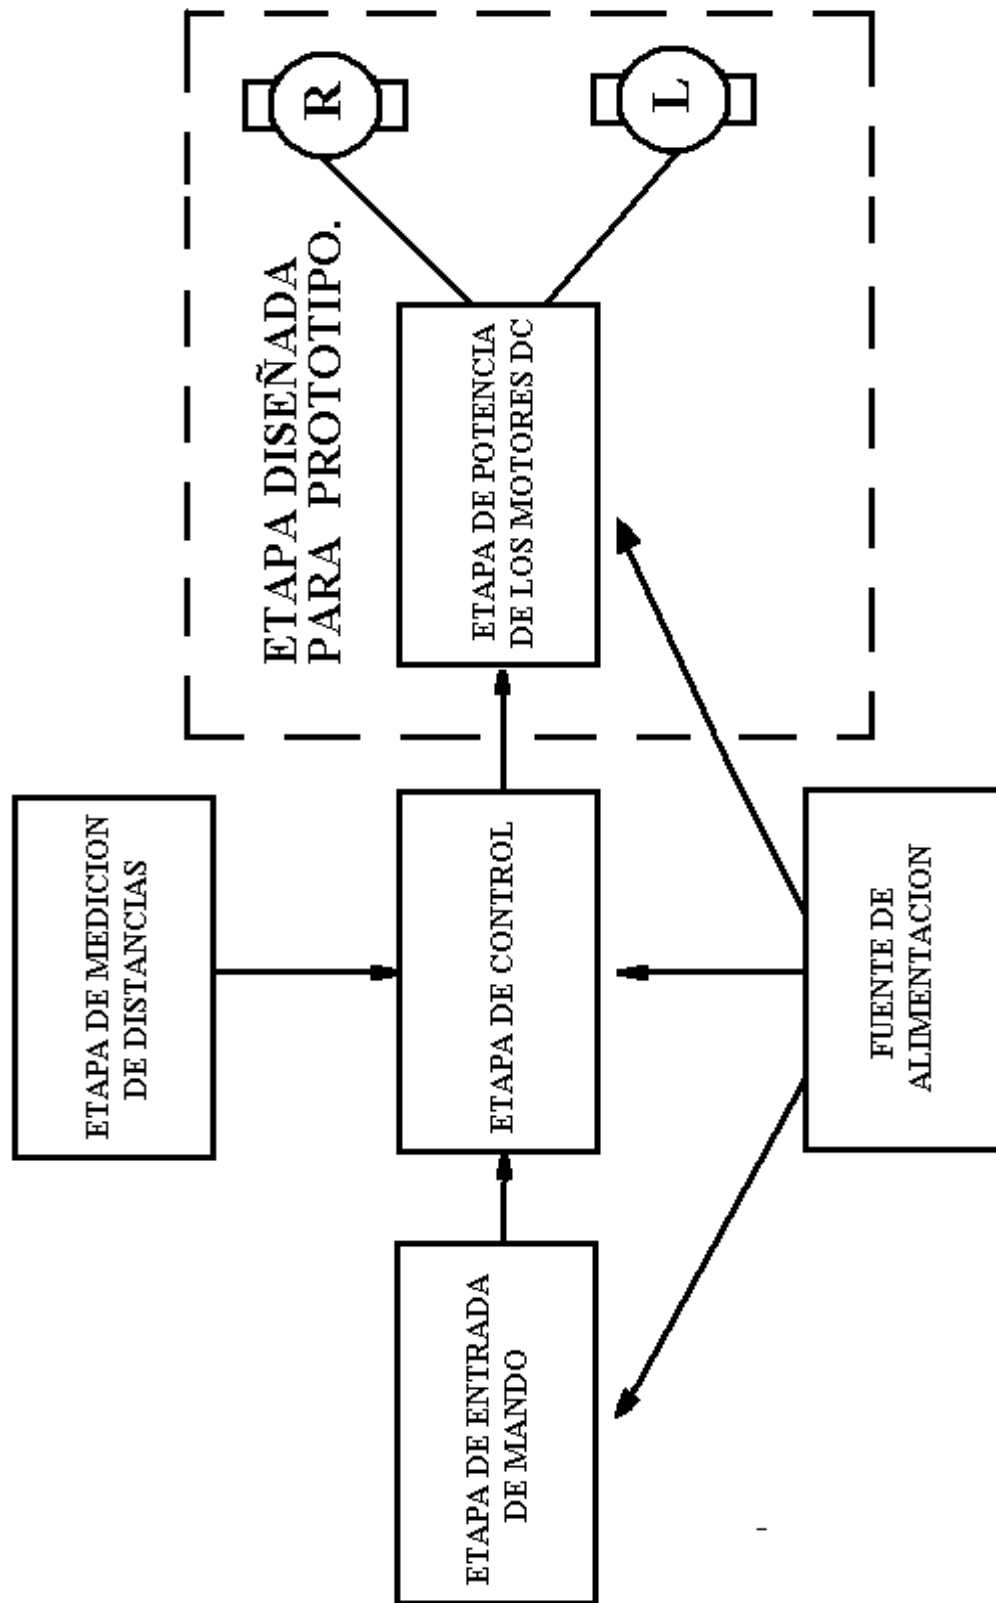 ETAPA DE MEDICION
DE DISTANCIAS
ETAPA DISEÑADA
PARA PROTOTIPO.
R
L
ETAPA DE ENTRADA
DE MANDO
ETAPA DE CONTROL
ETAPA DE POTENCIA
DE LOS MOTORES DC
FUENTE DE
ALIMENTACION